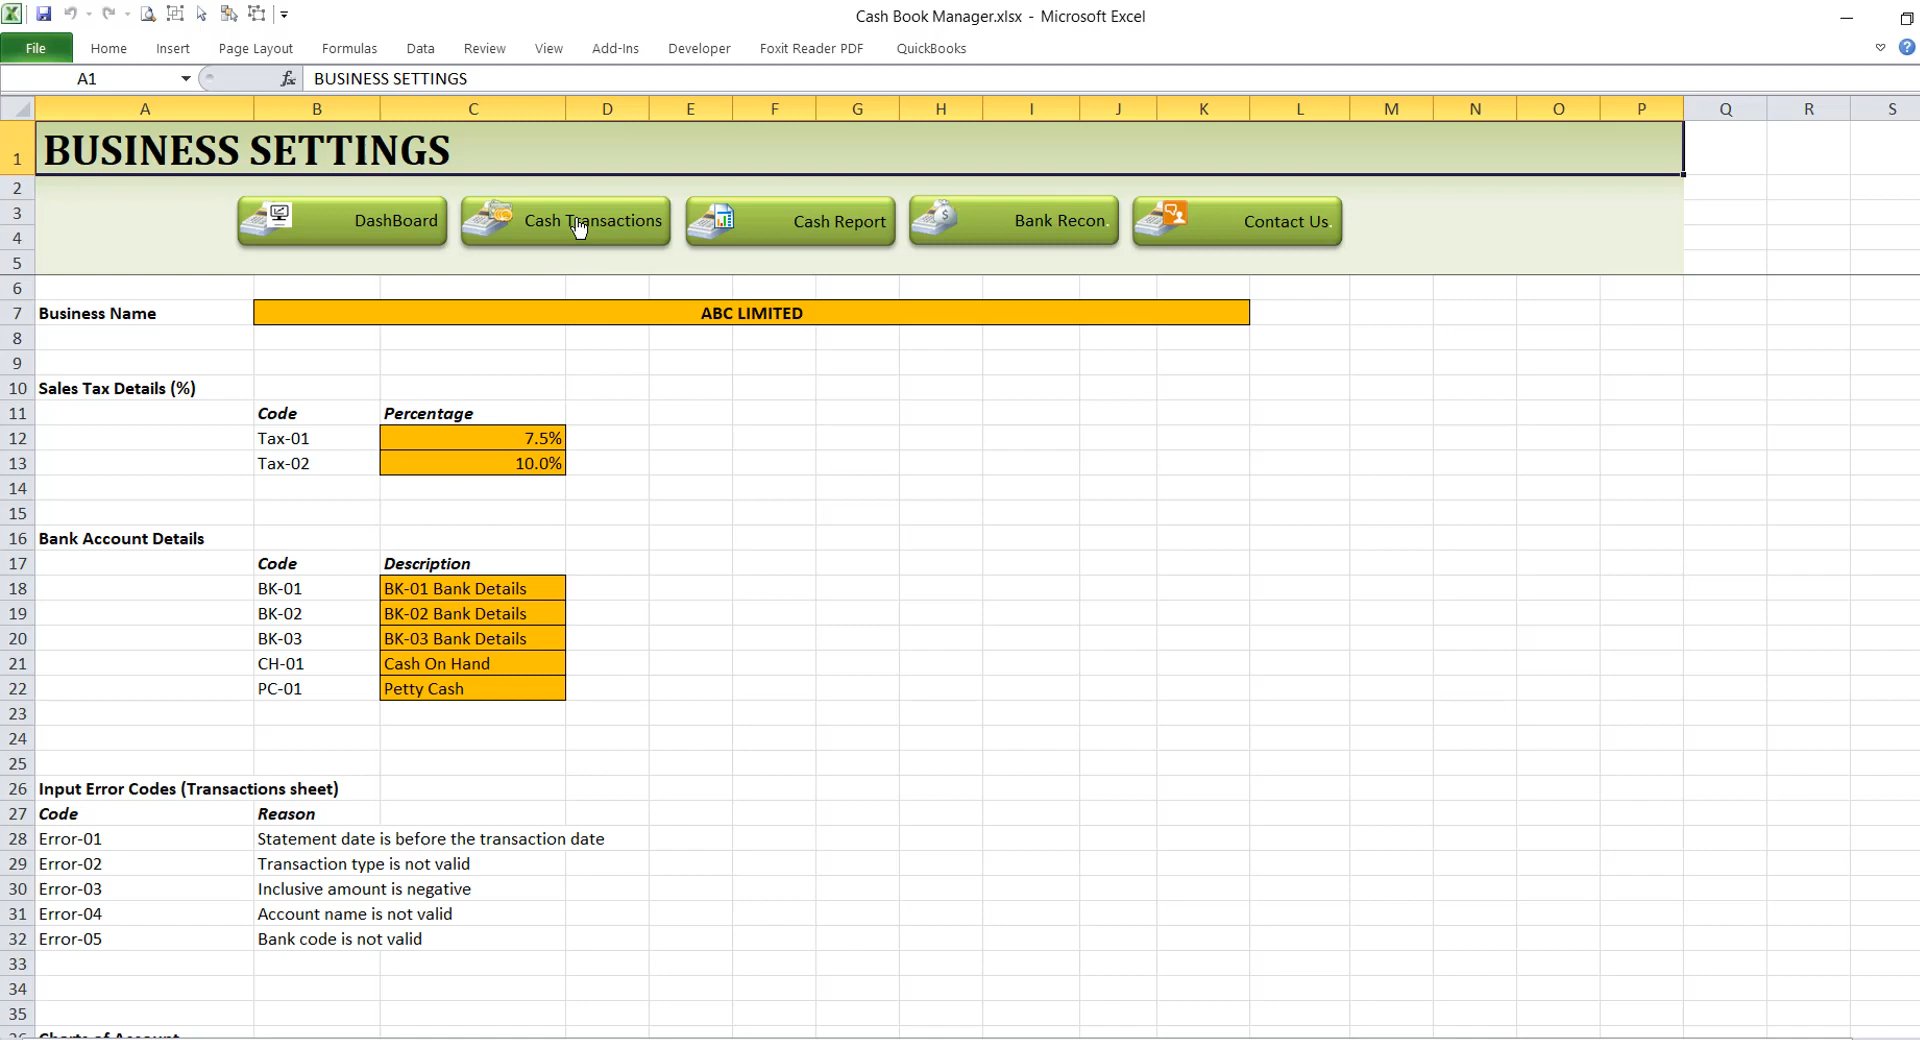 Cash Book Manager.xlsx - Microsoft Excel
File Home Insert Page Layout Formulas Data Review View Add-Ins Developer Foxit Reader PDF QuickBooks
A1 fx BUSINESS SETTINGS
A B C D E F G H I J K L M N O P Q R S
1 BUSINESS SETTINGS
2
3 DashBoard Cash Transactions Cash Report Bank Recon. Contact Us.
4
5
6
7 Business Name ABC LIMITED
8
9
10 Sales Tax Details (%)
11 Code Percentage
12 Tax-01 7.5%
13 Tax-02 10.0%
14
15
16 Bank Account Details
17 Code Description
18 BK-01 BK-01 Bank Details
19 BK-02 BK-02 Bank Details
20 BK-03 BK-03 Bank Details
21 CH-01 Cash On Hand
22 PC-01 Petty Cash
23
24
25
26 Input Error Codes (Transactions sheet)
27 Code Reason
28 Error-01 Statement date is before the transaction date
29 Error-02 Transaction type is not valid
30 Error-03 Inclusive amount is negative
31 Error-04 Account name is not valid
32 Error-05 Bank code is not valid
33
34
35
36 Charts of Account